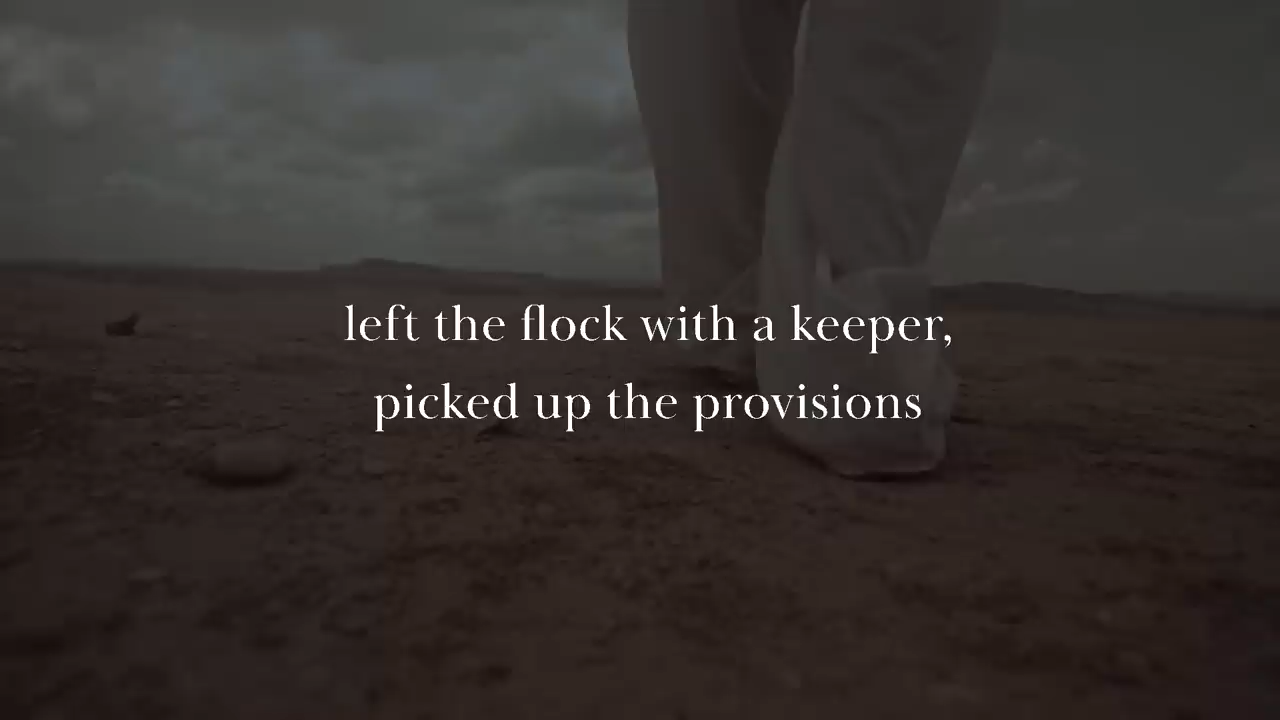 left the flock with a keeper,
picked up the provisions